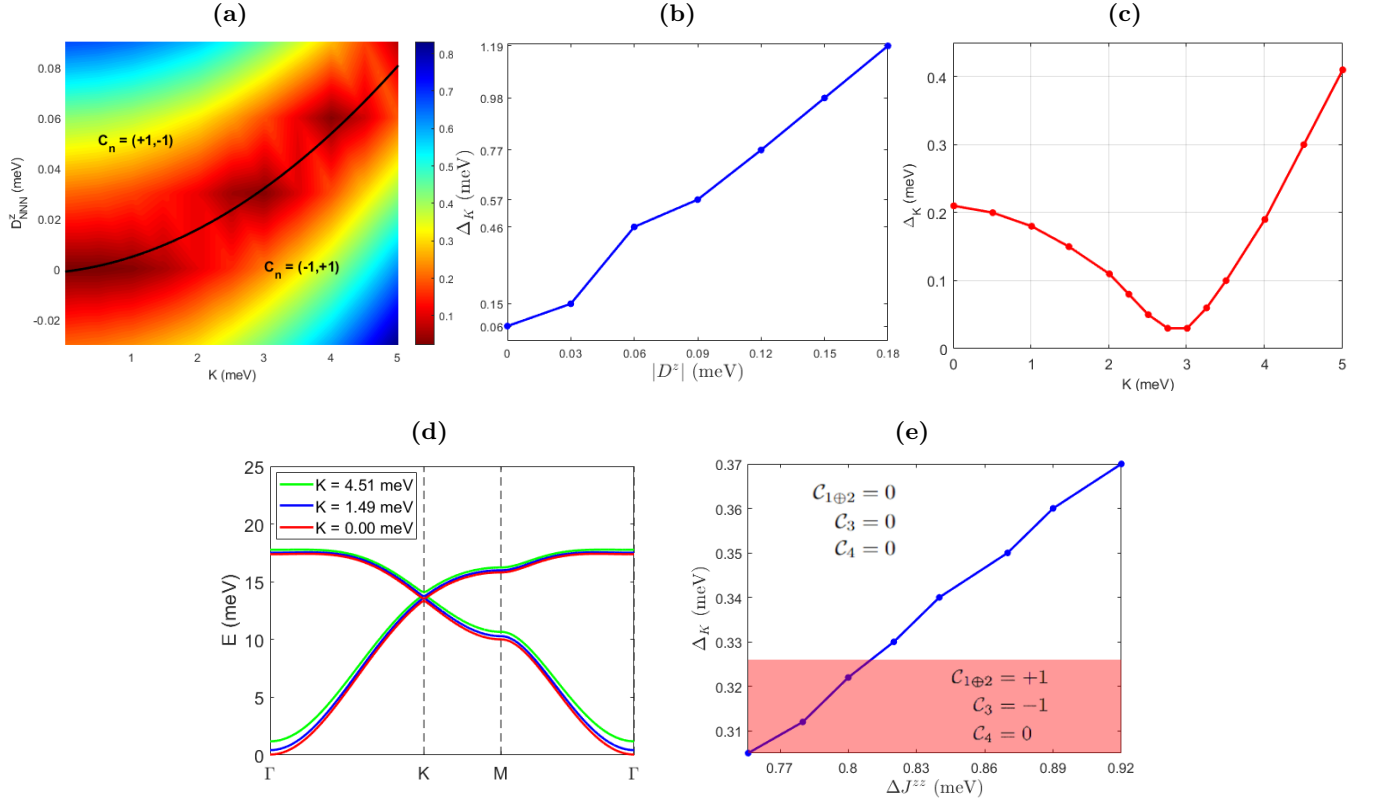 (a)
0.08
0.06
0.04
0.02
0
-0.02
D^z_NNN (meV)
C_n = (+1,-1)
C_n = (-1,+1)
1
2
3
4
5
K (meV)
0.8
0.7
0.6
0.5
0.4
0.3
0.2
0.1
(b)
1.19
0.98
0.77
0.57
0.46
0.15
0.06
Δ_K (meV)
0
0.03
0.06
0.09
0.12
0.15
0.18
|D^z| (meV)
(c)
0.4
0.3
0.2
0.1
0
Δ_K (meV)
0
1
2
3
4
5
K (meV)
(d)
25
20
15
10
5
0
E (meV)
K = 4.51 meV
K = 1.49 meV
K = 0.00 meV
Γ
K
M
Γ
(e)
0.37
0.36
0.35
0.34
0.33
0.32
0.31
Δ_K (meV)
C_{1⊕2} = 0
C_3 = 0
C_4 = 0
C_{1⊕2} = +1
C_3 = −1
C_4 = 0
0.77
0.8
0.83
0.86
0.89
0.92
ΔJ^{zz} (meV)